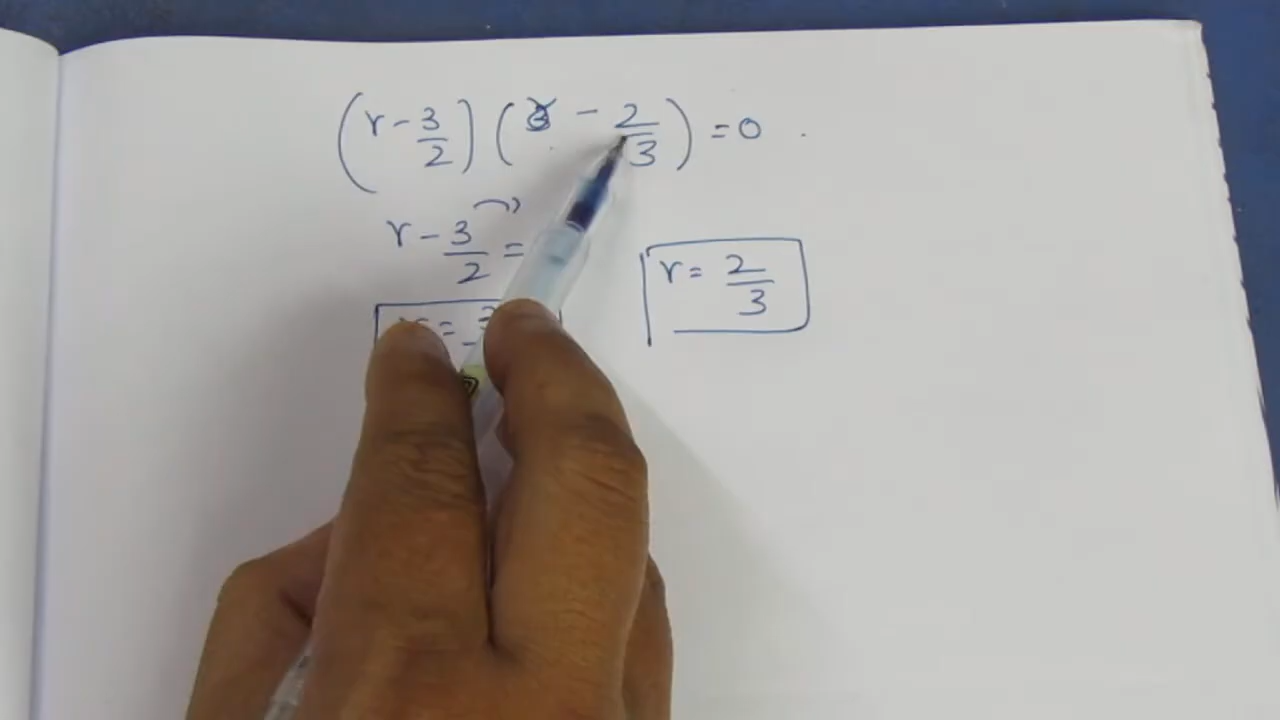 (r - 3/2) ( - 2/3) = 0
r - 3/2 =
r = 2/3
r =